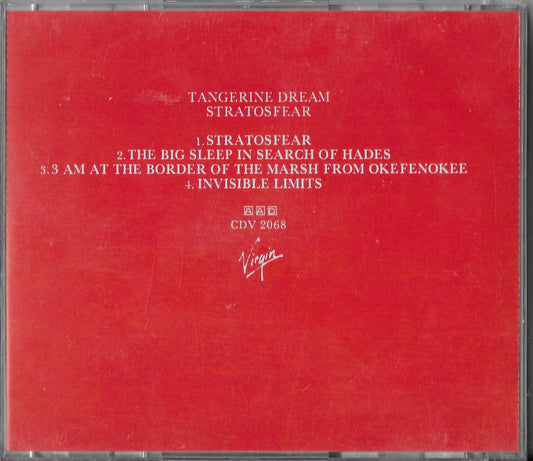 TANGERINE DREAM
STRATOSFEAR
1.STRATOSFEAR
2.THE BIG SLEEP IN SEARCH OF HADES
3.3 AM AT THE BORDER OF THE MARSH FROM OKEFENOKEE
4.INVISIBLE LIMITS
AAD
CDV 2068
Virgin